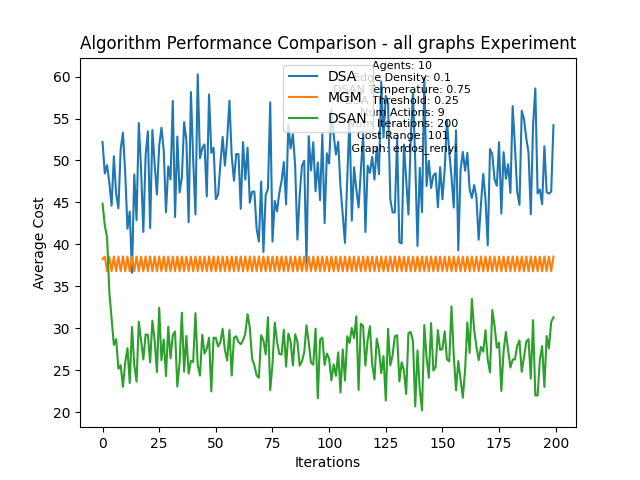 Algorithm Performance Comparison - all graphs Experiment
Agents: 10
Edge Density: 0.1
Temperature: 0.75
Threshold: 0.25
Num Actions: 9
Iterations: 200
Cost Range: 101
Graph: erdos_renyi
DSA
MGM
DSAN
Average Cost
60
55
50
45
40
35
30
25
20
0
25
50
75
100
125
150
175
200
Iterations